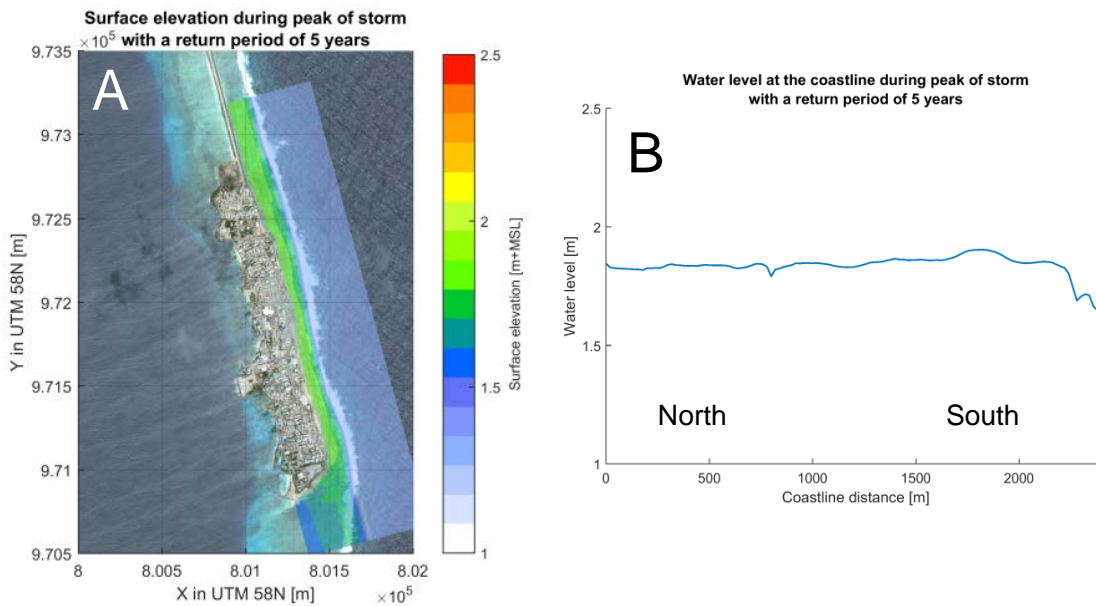 Surface elevation during peak of storm
with a return period of 5 years
×10⁵
A
9.735
9.73
9.725
9.72
9.715
9.71
9.705
Y in UTM 58N [m]
8
8.005
8.01
8.015
8.02
X in UTM 58N [m]
×10⁵
2.5
2
1.5
1
Surface elevation [m+MSL]
Water level at the coastline during peak of storm
with a return period of 5 years
B
2.5
2
1.5
1
Water level [m]
North
South
0
500
1000
1500
2000
Coastline distance [m]